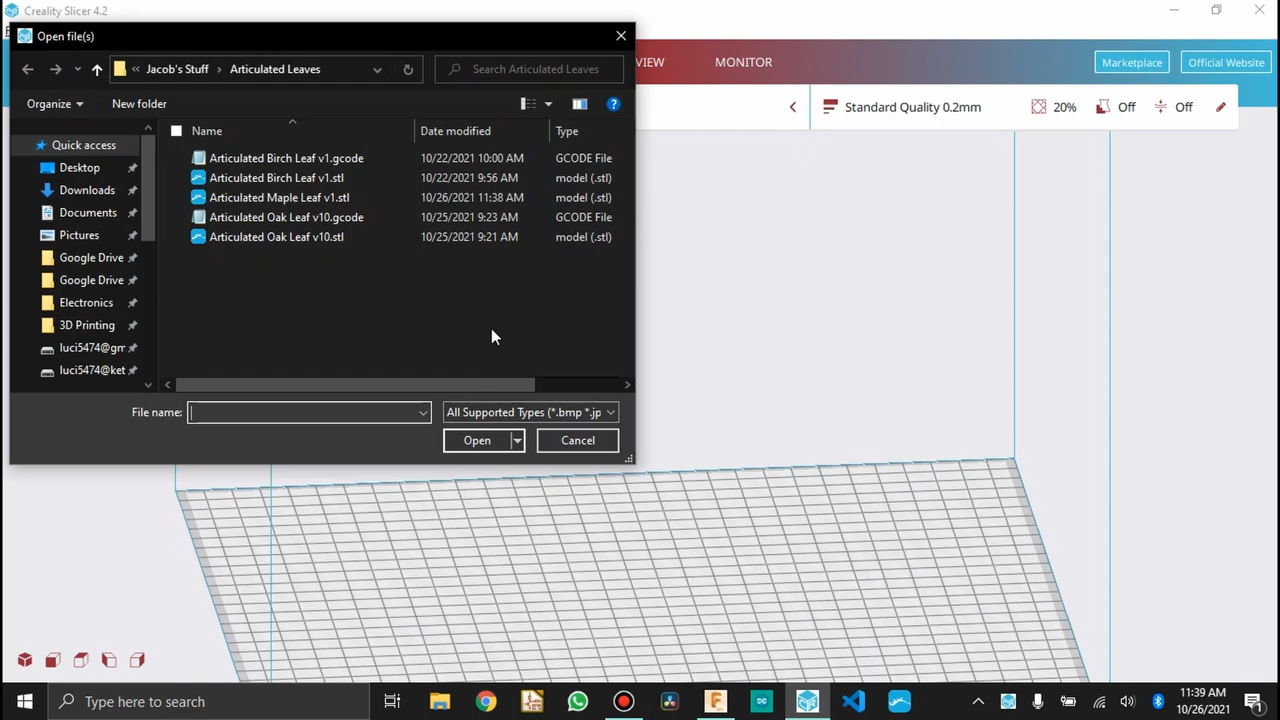 Creality Slicer 4.2
Open file(s)
Jacob's Stuff › Articulated Leaves
Search Articulated Leaves
VIEW
MONITOR
Marketplace
Official Website
Organize
New folder
Standard Quality 0.2mm
20%
Off
Off
Name
Date modified
Type
Quick access
Desktop
Downloads
Documents
Pictures
Google Drive
Google Drive
Electronics
3D Printing
luci5474@gm
luci5474@ket
Articulated Birch Leaf v1.gcode 10/22/2021 10:00 AM GCODE File
Articulated Birch Leaf v1.stl 10/22/2021 9:56 AM model (.stl)
Articulated Maple Leaf v1.stl 10/26/2021 11:38 AM model (.stl)
Articulated Oak Leaf v10.gcode 10/25/2021 9:23 AM GCODE File
Articulated Oak Leaf v10.stl 10/25/2021 9:21 AM model (.stl)
File name:
All Supported Types (*.bmp *.jp
Open
Cancel
Type here to search
11:39 AM
10/26/2021